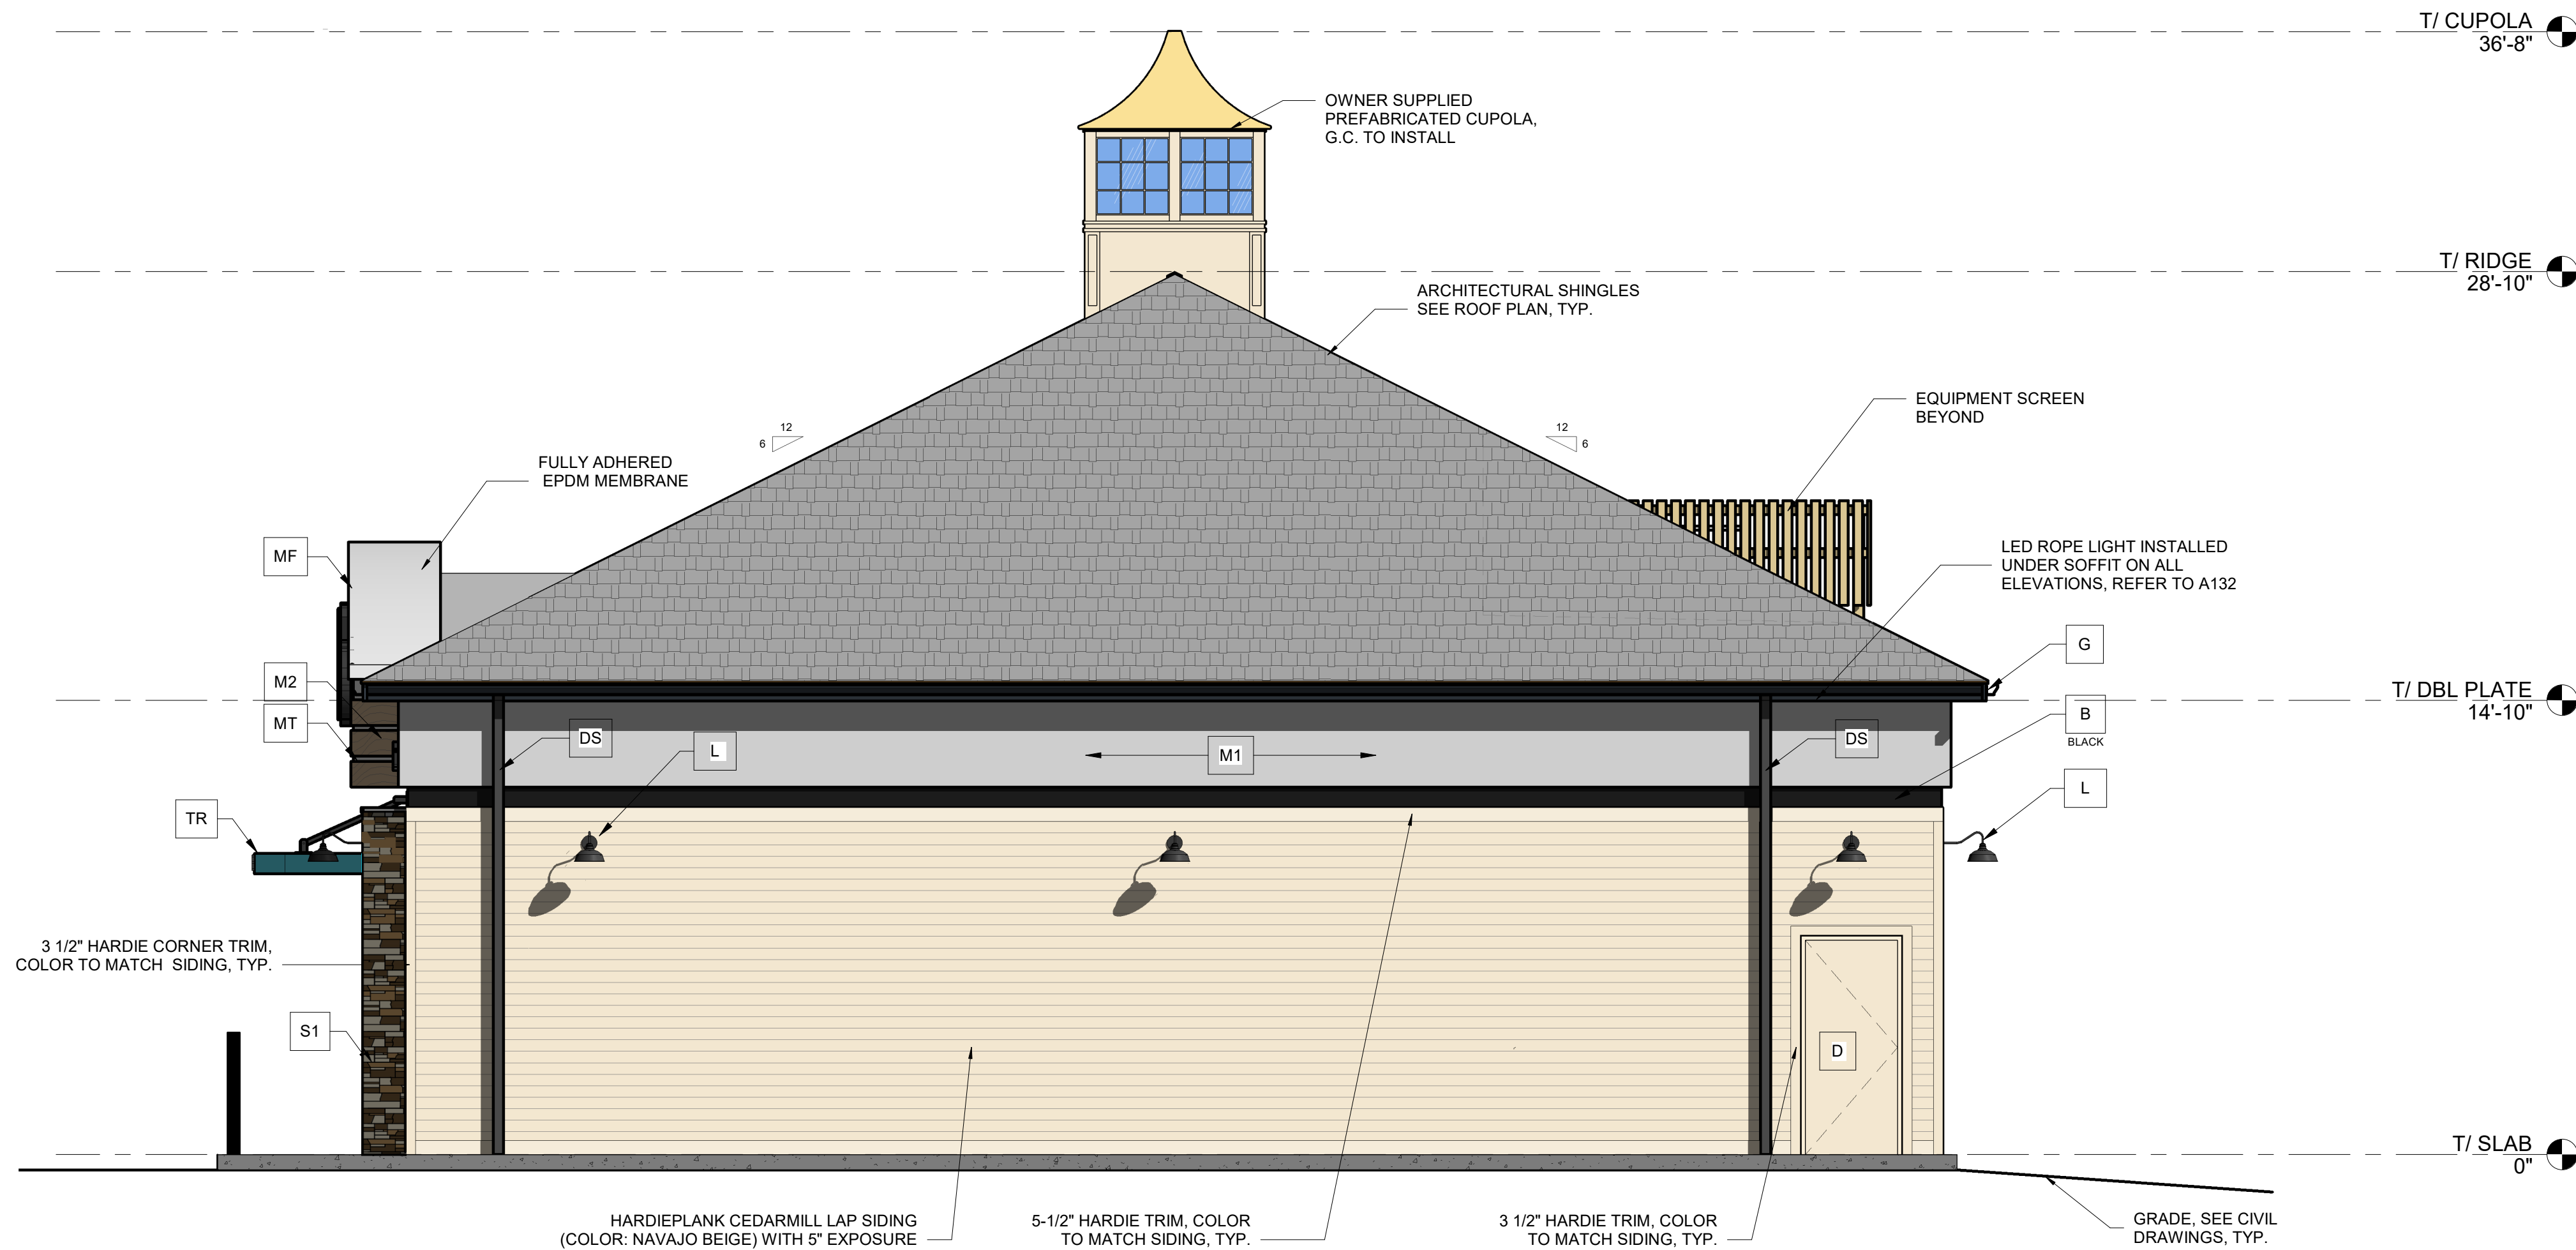 T/ CUPOLA
36'-8"
OWNER SUPPLIED
PREFABRICATED CUPOLA,
G.C. TO INSTALL
T/ RIDGE
28'-10"
ARCHITECTURAL SHINGLES
SEE ROOF PLAN, TYP.
EQUIPMENT SCREEN
BEYOND
12
6
12
6
FULLY ADHERED
EPDM MEMBRANE
MF
LED ROPE LIGHT INSTALLED
UNDER SOFFIT ON ALL
ELEVATIONS, REFER TO A132
G
M2
T/ DBL PLATE
14'-10"
MT
DS
L
M1
DS
B
BLACK
L
TR
3 1/2" HARDIE CORNER TRIM,
COLOR TO MATCH SIDING, TYP.
S1
D
T/ SLAB
0"
HARDIEPLANK CEDARMILL LAP SIDING
(COLOR: NAVAJO BEIGE) WITH 5" EXPOSURE
5-1/2" HARDIE TRIM, COLOR
TO MATCH SIDING, TYP.
3 1/2" HARDIE TRIM, COLOR
TO MATCH SIDING, TYP.
GRADE, SEE CIVIL
DRAWINGS, TYP.